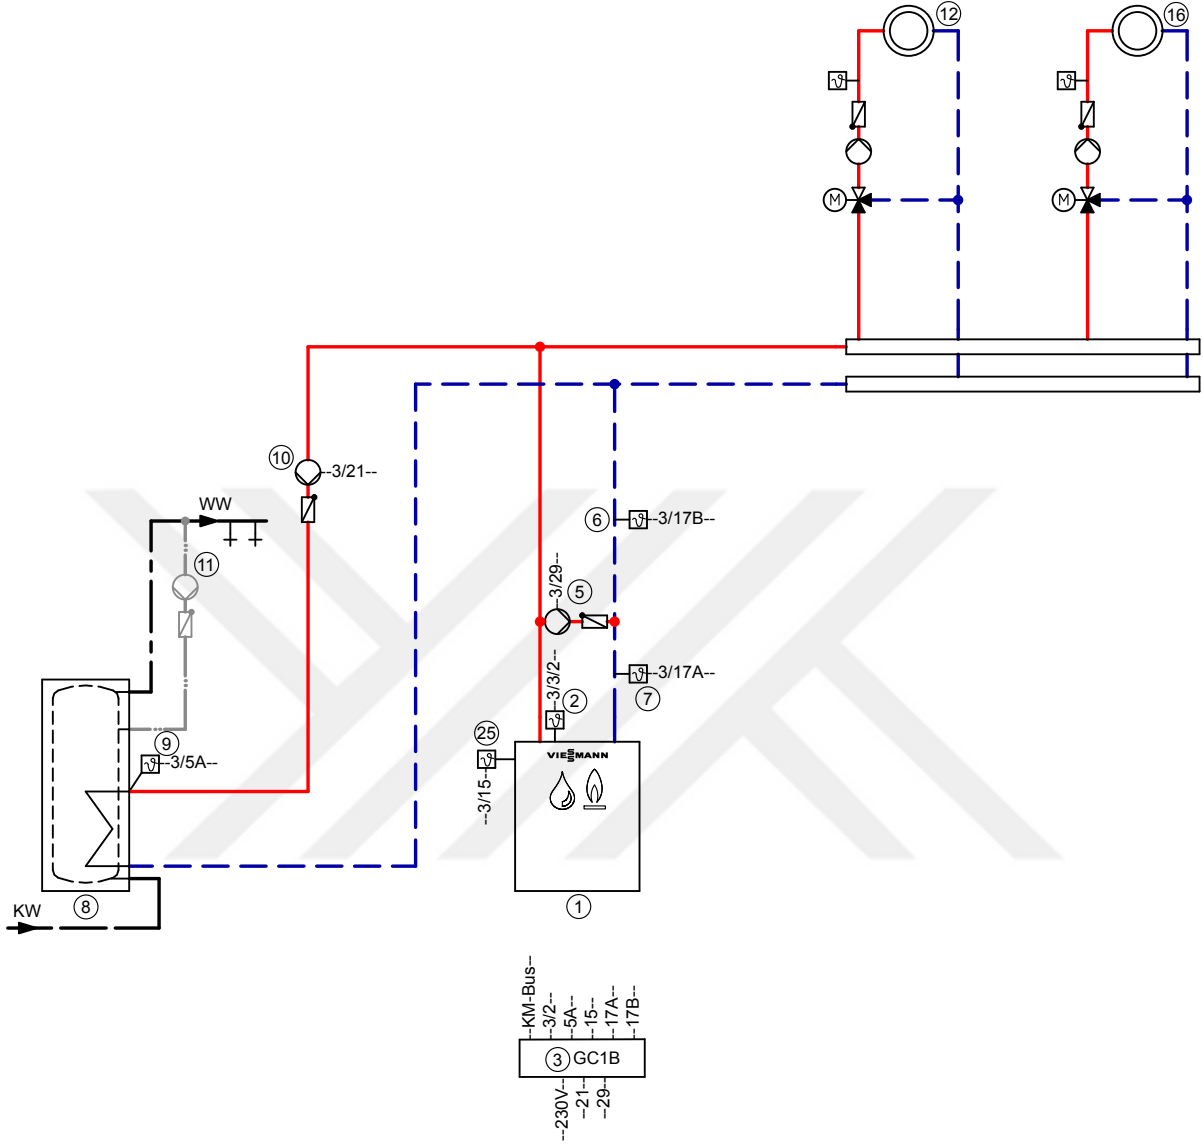 12
16
ϑ
ϑ
M
M
10
--3/21--
WW
6
ϑ
--3/17B--
11
--3/29--
5
--3/3/2--
2
ϑ
ϑ
--3/17A--
7
25
ϑ
--3/15--
9
ϑ
--3/5A--
VIESSMANN
8
1
KW
--KM-Bus--
--3/2--
--5A--
--15--
--17A--
--17B--
3 GC1B
--230V--
--21--
--29--